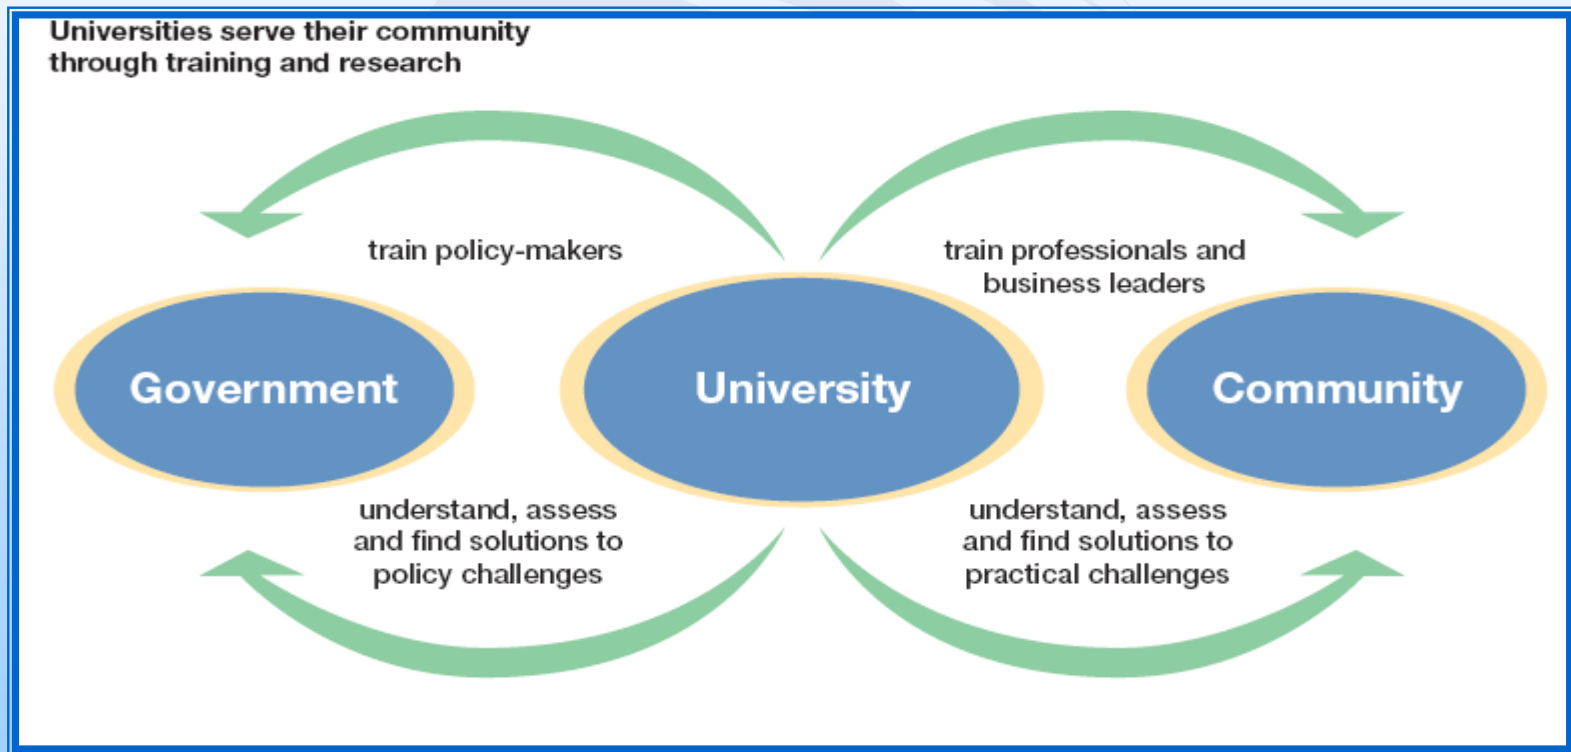 Universities serve their community
through training and research
train policy-makers
train professionals and
business leaders
Government
University
Community
understand, assess
and find solutions to
policy challenges
understand, assess
and find solutions to
practical challenges